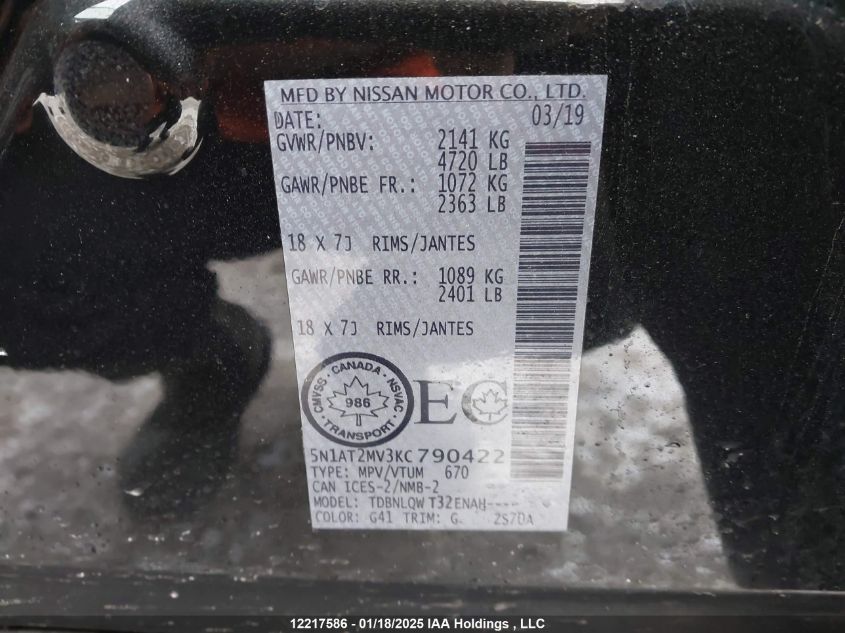 MFD BY NISSAN MOTOR CO., LTD.
DATE: 03/19
GVWR/PNBV: 2141 KG
4720 LB
GAWR/PNBE FR.: 1072 KG
2363 LB
18 X 7J RIMS/JANTES
GAWR/PNBE RR.: 1089 KG
2401 LB
18 X 7J RIMS/JANTES
CANADA
CMVSS · NSVAC
986
TRANSPORT
EC
5N1AT2MV3KC790422
TYPE: MPV/VTUM 670
CAN ICES-2/NMB-2
MODEL: TDBNLQW T32ENAH----
COLOR: G41 TRIM: G
12217586 - 01/18/2025 IAA Holdings , LLC